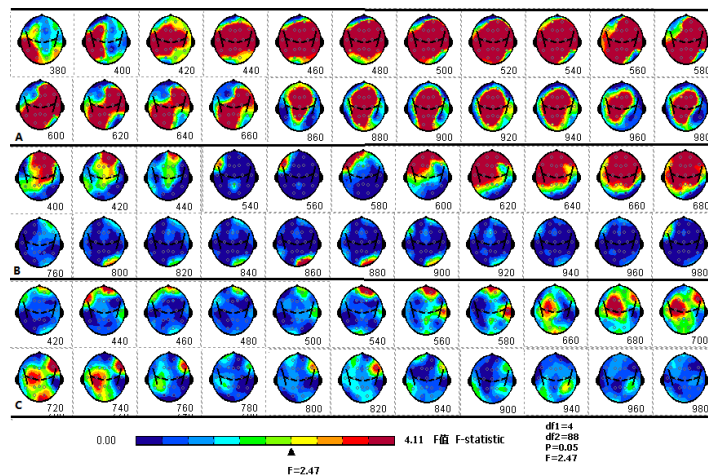 380 400 420 440 460 480 500 520 540 560 580
600 620 640 660 860 880 900 920 940 960 980
A
400 420 440 540 560 580 600 620 640 660 680
760 800 820 840 860 880 900 920 940 960 980
B
420 440 460 480 500 540 560 580 660 680 700
720 740 760 780 800 820 840 900 940 960 980
C
0.00 4.11 F值 F-statistic
F=2.47
df1=4
df2=88
P=0.05
F=2.47